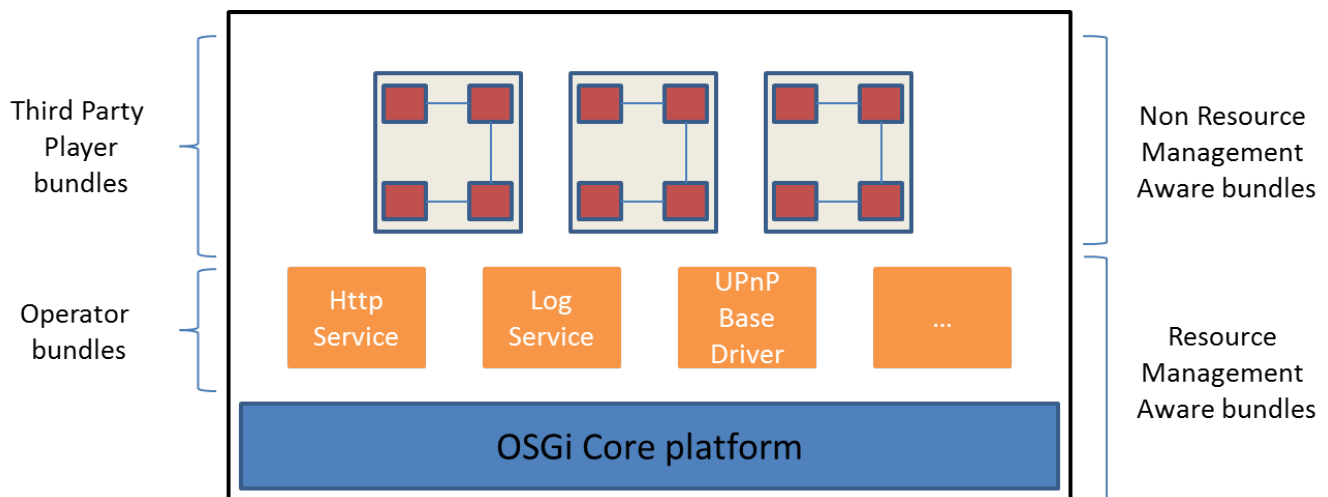 Third Party
Player
bundles
Non Resource
Management
Aware bundles
Operator
bundles
Http
Service
Log
Service
UPnP
Base
Driver
...
Resource
Management
Aware bundles
OSGi Core platform